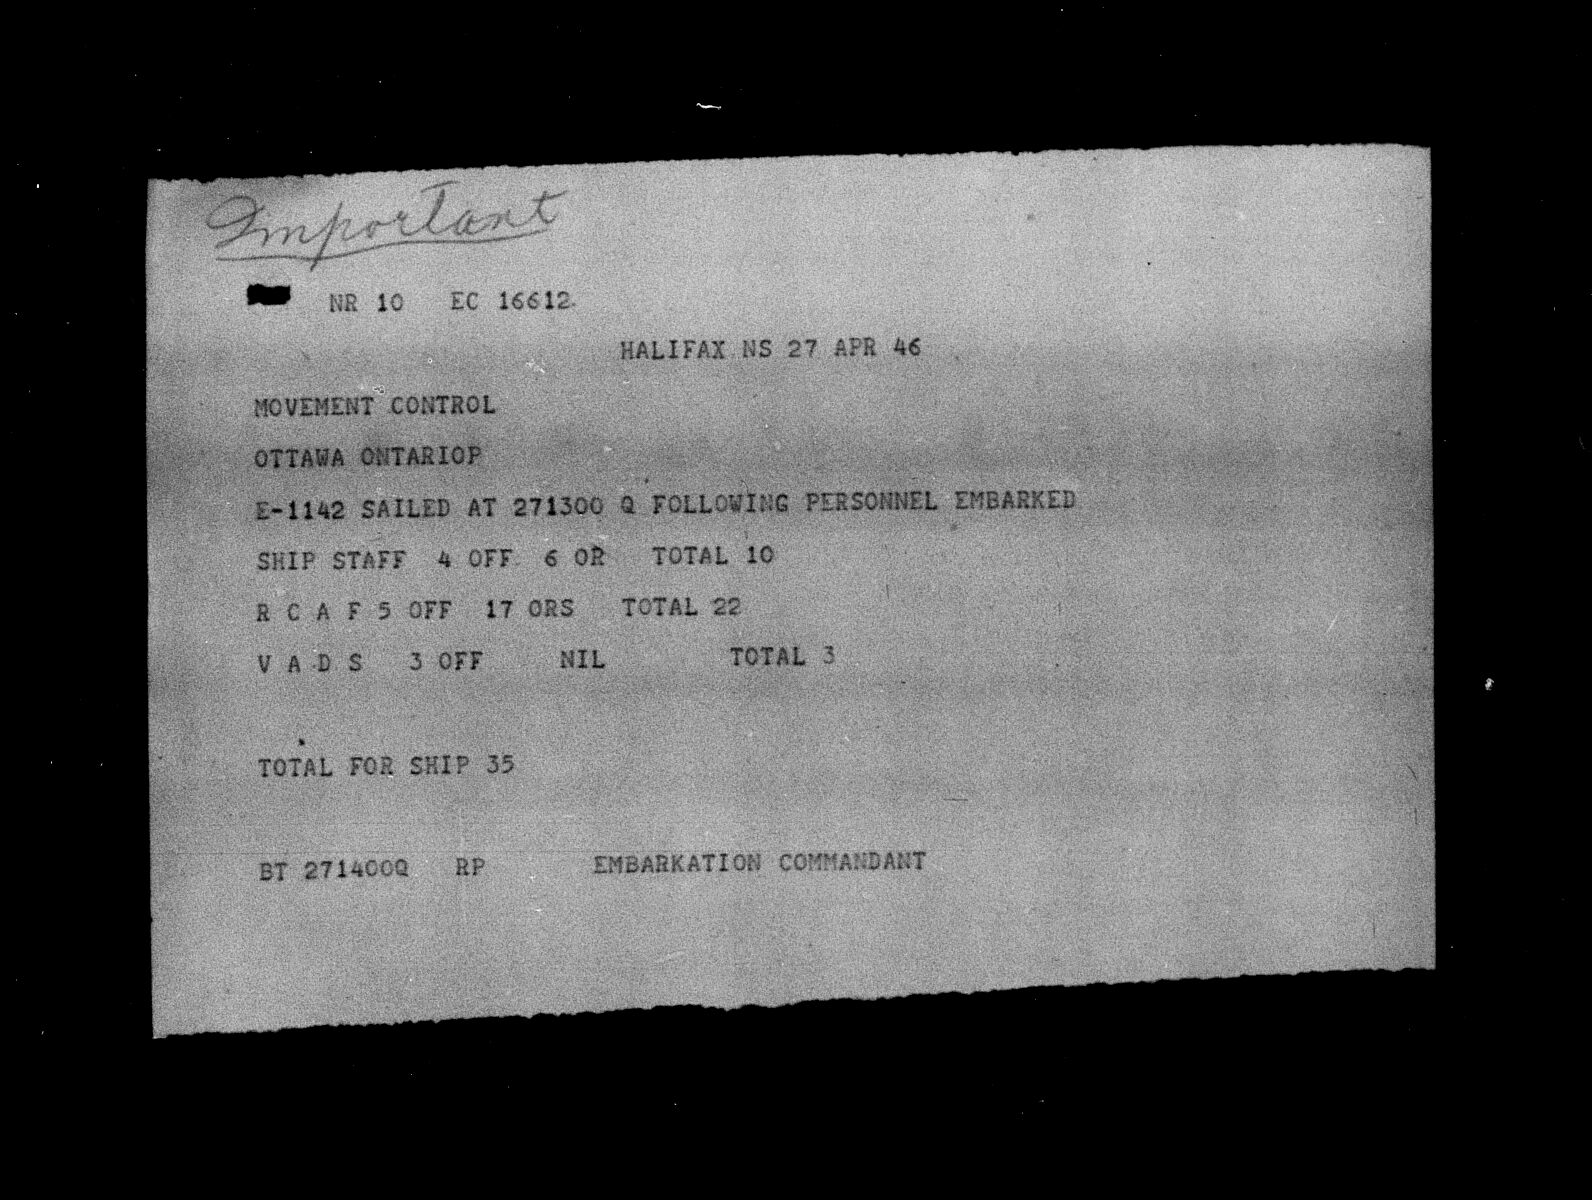 Important
NR 10 EC 16612
HALIFAX NS 27 APR 46
MOVEMENT CONTROL
OTTAWA ONTARIOP
E-1142 SAILED AT 271300 Q FOLLOWING PERSONNEL EMBARKED
SHIP STAFF 4 OFF 6 OR TOTAL 10
R C A F 5 OFF 17 ORS TOTAL 22
V A D S 3 OFF NIL TOTAL 3
TOTAL FOR SHIP 35
BT 271400Q RP EMBARKATION COMMANDANT